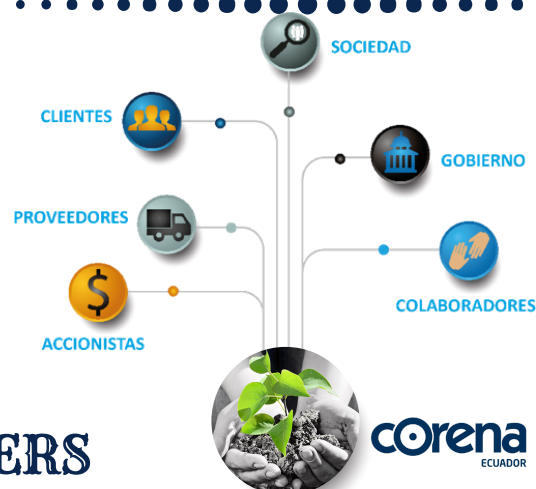 SOCIEDAD
CLIENTES
GOBIERNO
PROVEEDORES
COLABORADORES
ACCIONISTAS
ERS
corena
ECUADOR